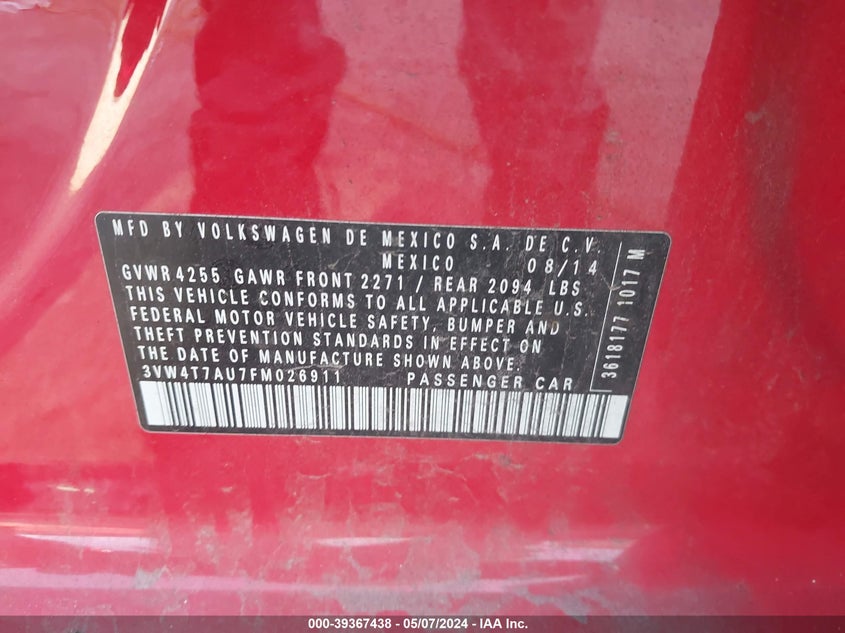 MFD BY VOLKSWAGEN DE MEXICO S.A. DE C.V.
MEXICO 08/14
GVWR 4255 GAWR FRONT 2271 / REAR 2094 LBS
THIS VEHICLE CONFORMS TO ALL APPLICABLE U.S.
FEDERAL MOTOR VEHICLE SAFETY, BUMPER AND
THEFT PREVENTION STANDARDS IN EFFECT ON
THE DATE OF MANUFACTURE SHOWN ABOVE.
3VW4T7AU7FM026911 PASSENGER CAR
3618177 1017 M
000-39367438 - 05/07/2024 - IAA Inc.